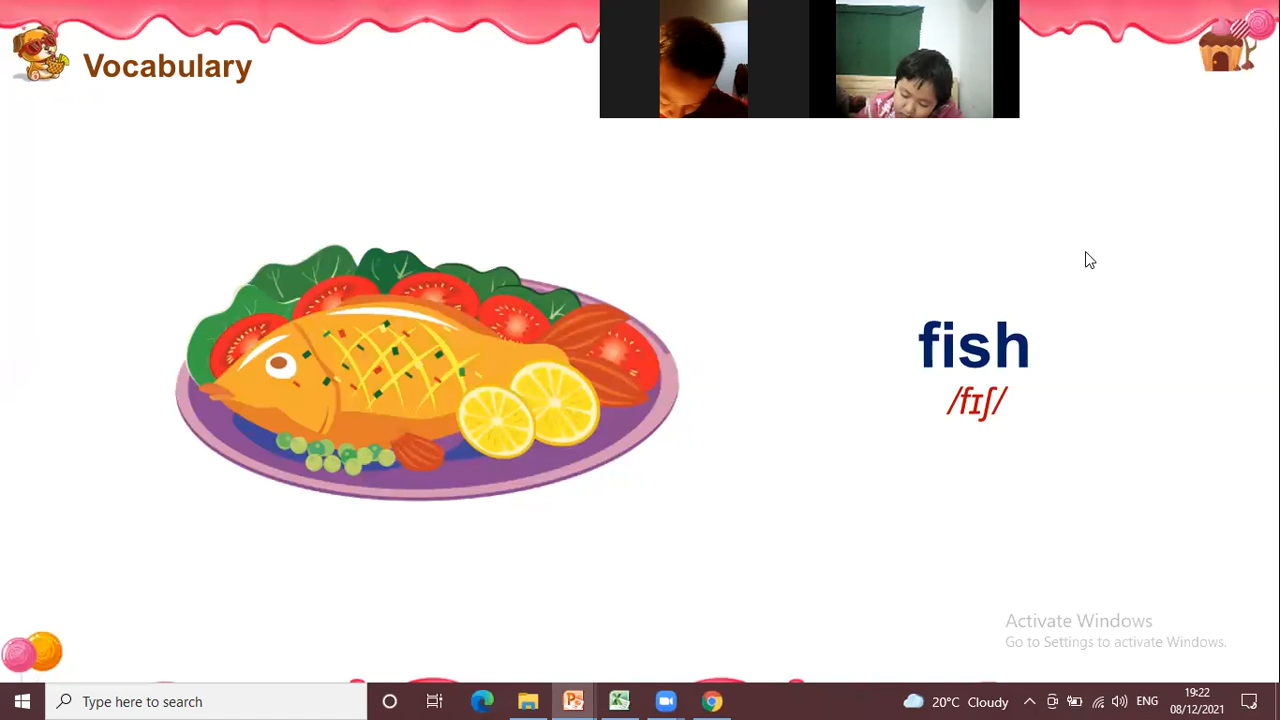 Vocabulary
fish
/fɪʃ/
Activate Windows
Go to Settings to activate Windows.
Type here to search
20°C Cloudy
ENG
19:22
08/12/2021